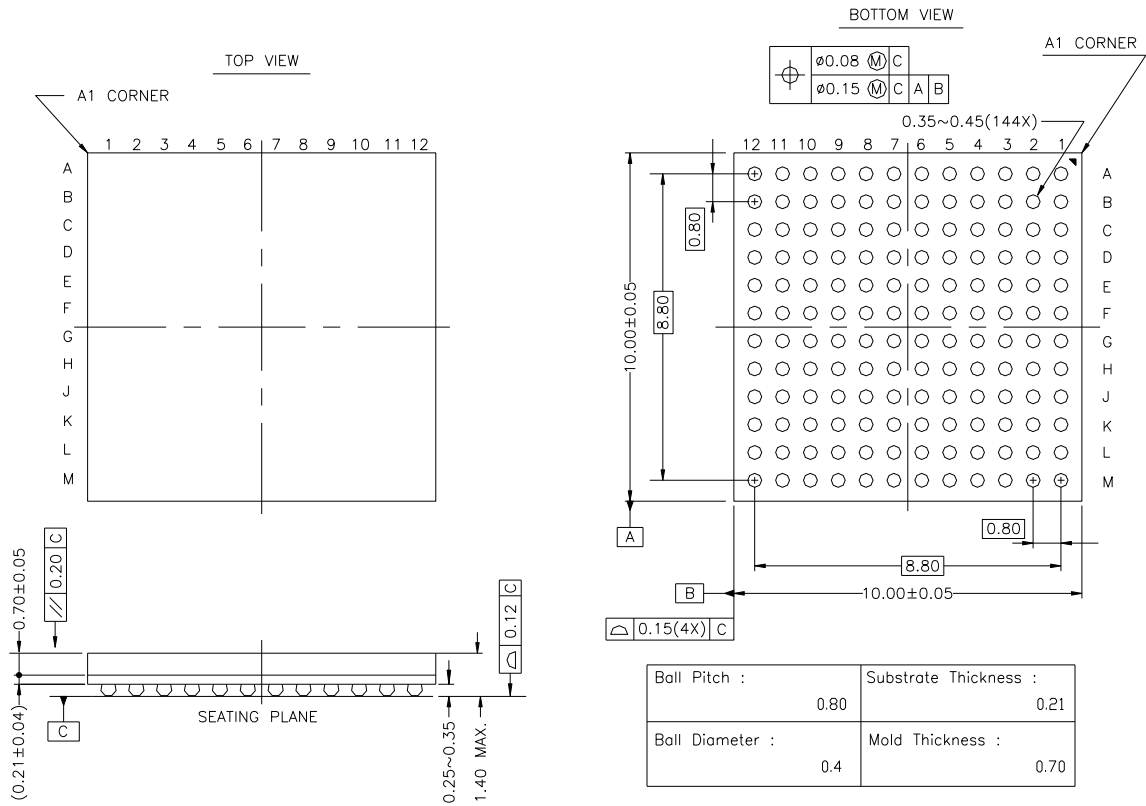 TOP VIEW
A1 CORNER
1 2 3 4 5 6 7 8 9 10 11 12
A
B
C
D
E
F
G
H
J
K
L
M
BOTTOM VIEW
A1 CORNER
ø0.08 Ⓜ C
ø0.15 Ⓜ C A B
0.35~0.45(144X)
12 11 10 9 8 7 6 5 4 3 2 1
A
B
C
D
E
F
G
H
J
K
L
M
0.80
8.80
10.00±0.05
A
0.80
8.80
B
10.00±0.05
0.15(4X) C
0.70±0.05
// 0.20 C
(0.21±0.04)
C
SEATING PLANE
0.12 C
0.25~0.35
1.40 MAX.
Ball Pitch :
0.80
Substrate Thickness :
0.21
Ball Diameter :
0.4
Mold Thickness :
0.70